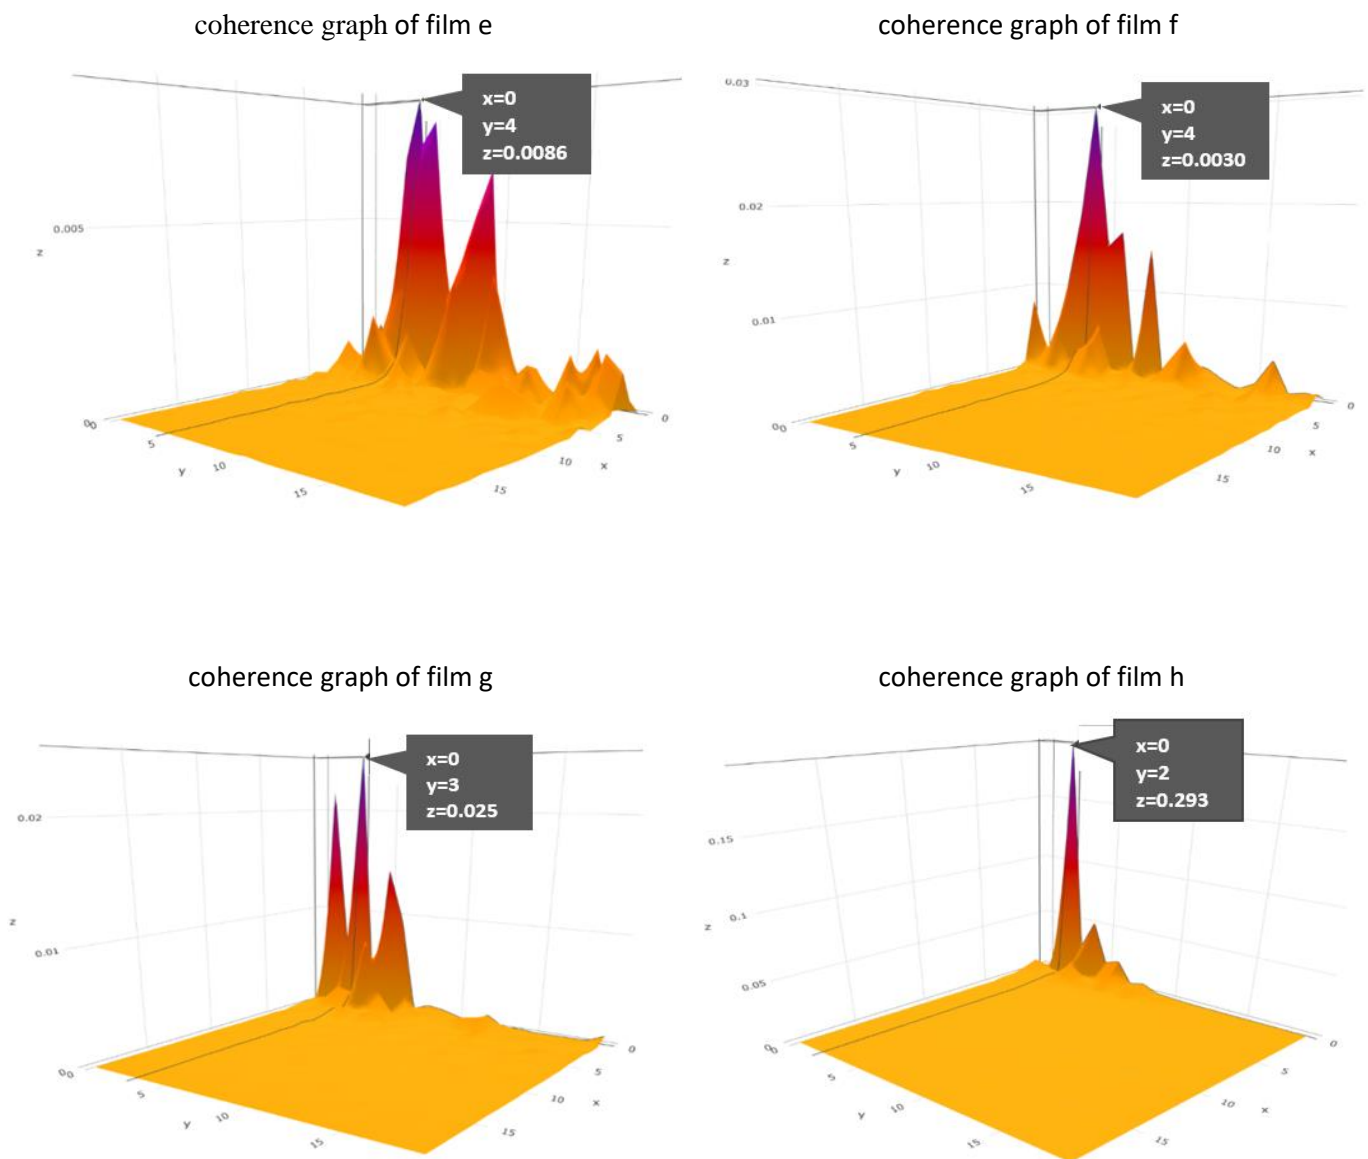 coherence graph of film e
x=0
y=4
z=0.0086
0.005
z
0
0
5
y
10
15
0
5
10
x
15
coherence graph of film f
x=0
y=4
z=0.0030
0.03
0.02
z
0.01
0
0
5
y
10
15
0
5
10
x
15
coherence graph of film g
x=0
y=3
z=0.025
0.02
z
0.01
0
0
5
y
10
15
0
5
10
x
15
coherence graph of film h
x=0
y=2
z=0.293
0.15
0.1
z
0.05
0
0
5
y
10
15
0
5
10
x
15